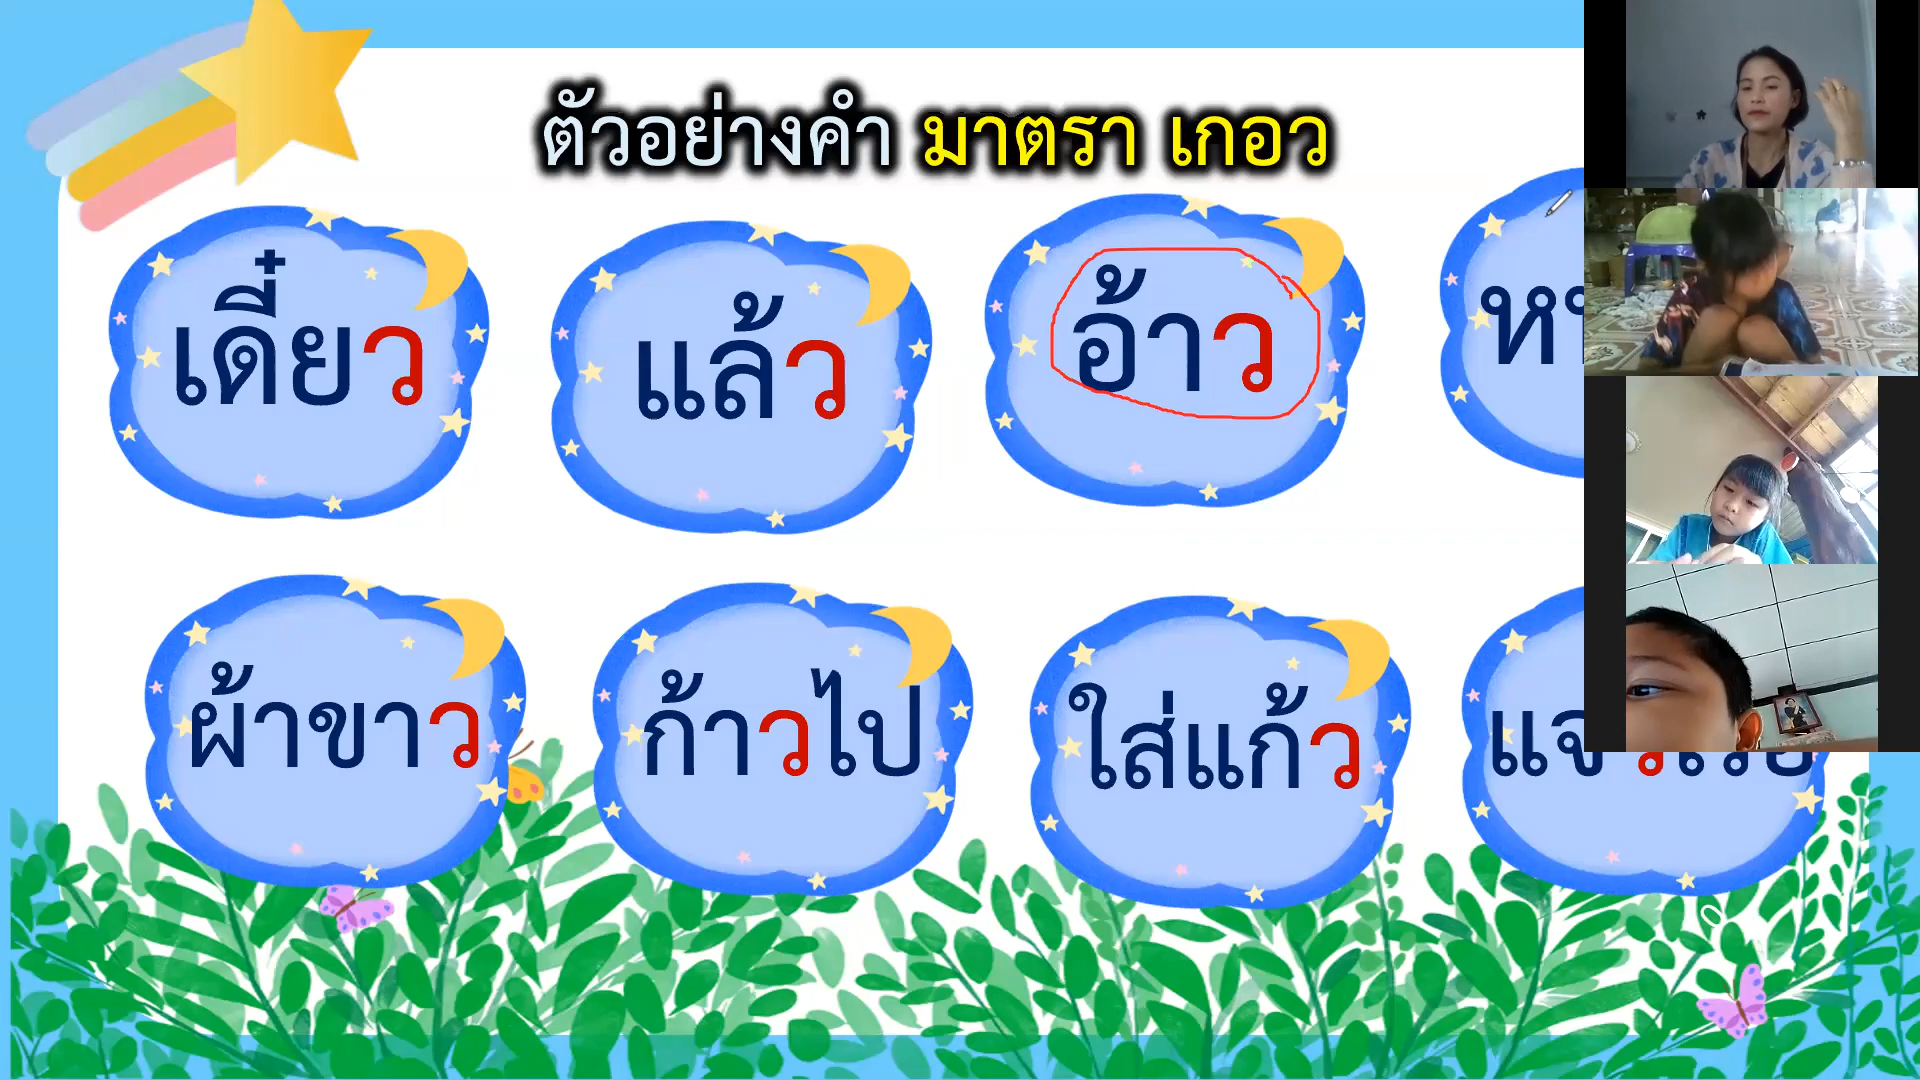 ตัวอย่างคำ มาตรา เกอว
เดี๋ยว แล้ว อ้าว
ผ้าขาว ก้าวไป ใส่แก้ว